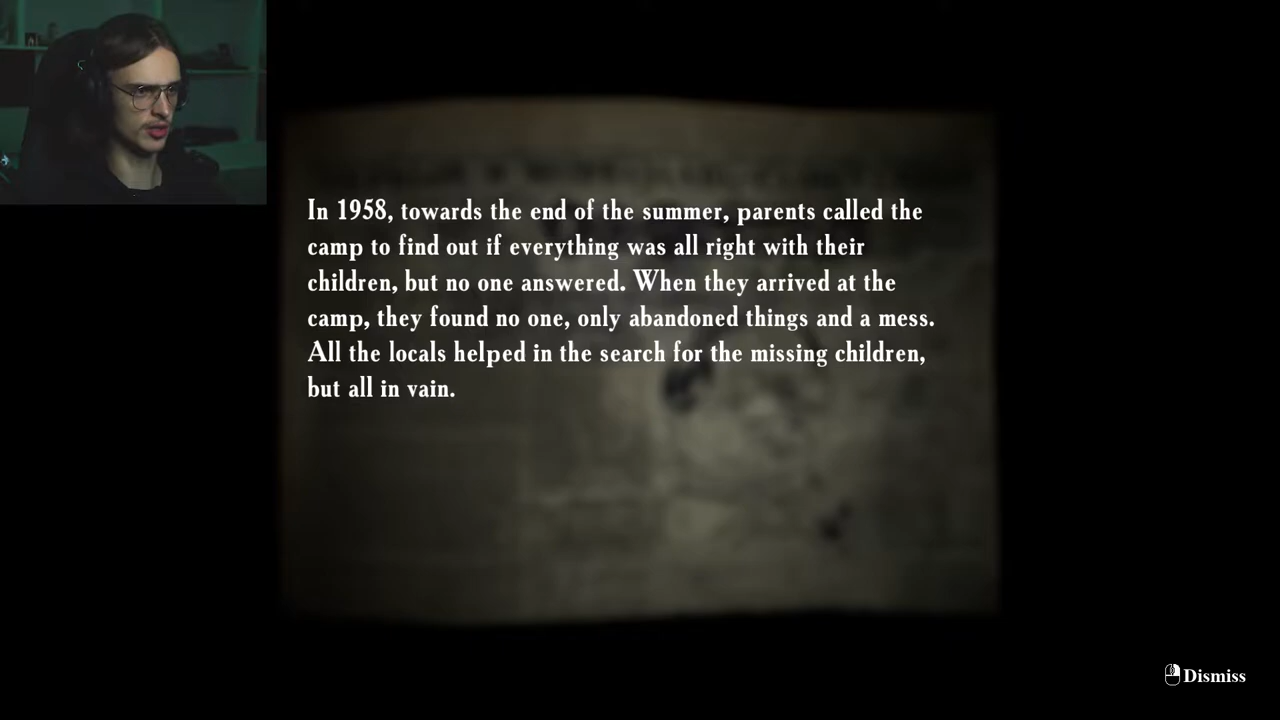 In 1958, towards the end of the summer, parents called the
camp to find out if everything was all right with their
children, but no one answered. When they arrived at the
camp, they found no one, only abandoned things and a mess.
All the locals helped in the search for the missing children,
but all in vain.
Dismiss